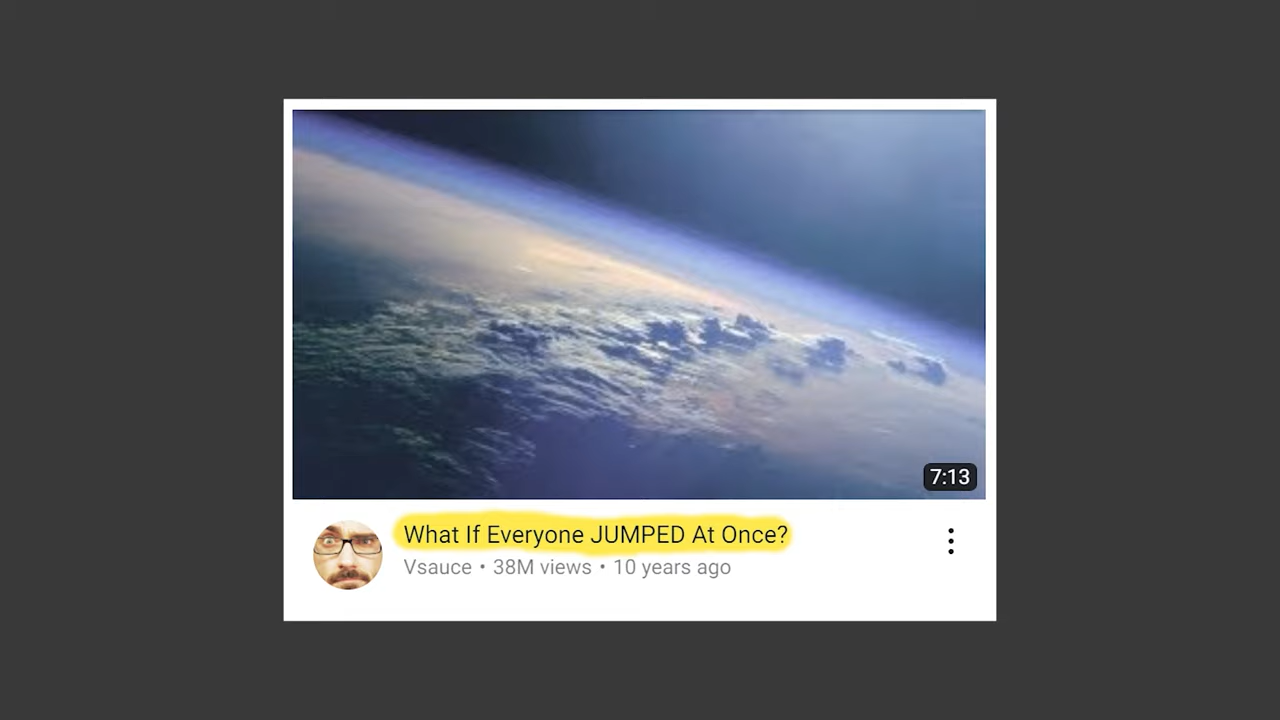 7:13
What If Everyone JUMPED At Once?
Vsauce • 38M views • 10 years ago